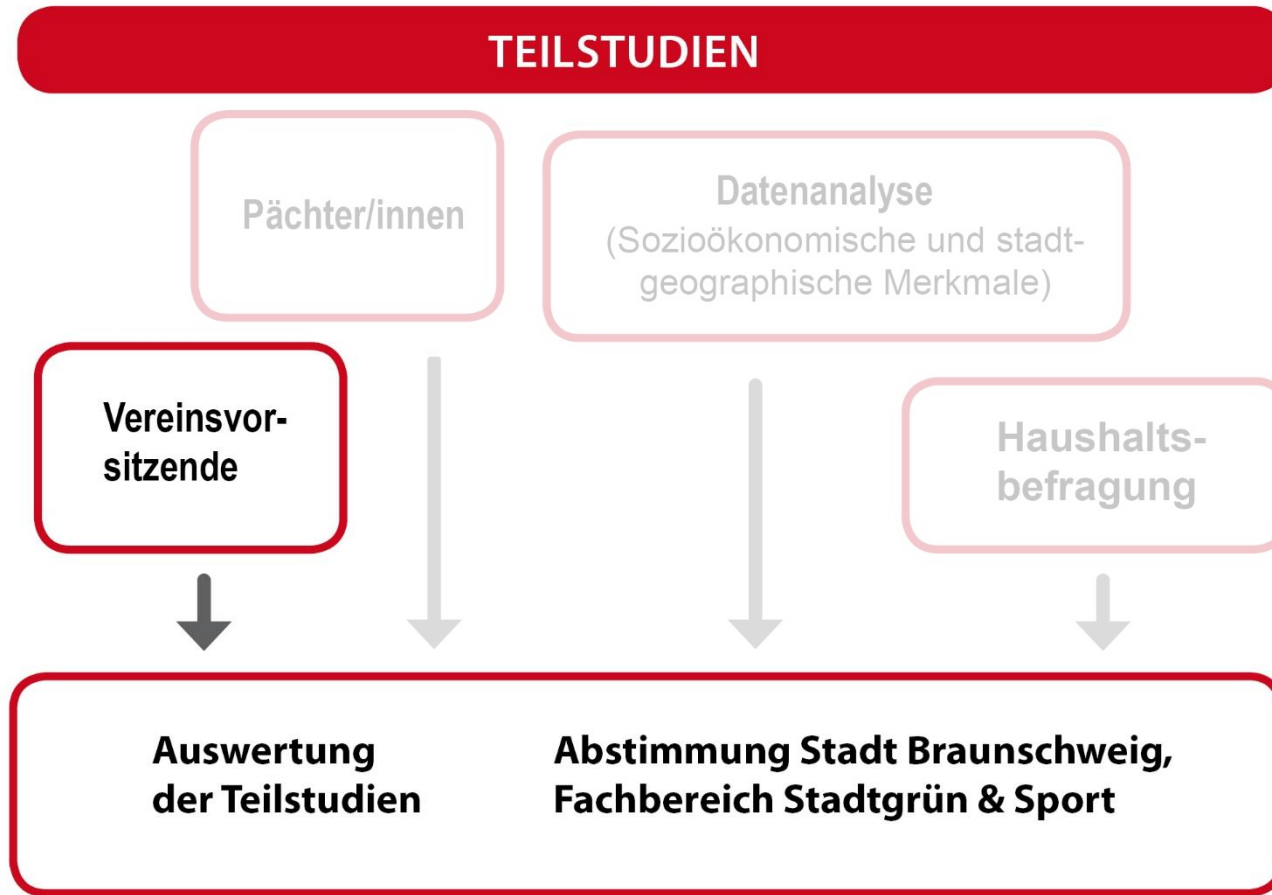 TEILSTUDIEN
Pächter/innen
Datenanalyse
(Sozioökonomische und stadt-
geographische Merkmale)
Vereinsvor-
sitzende
Haushalts-
befragung
Auswertung
der Teilstudien
Abstimmung Stadt Braunschweig,
Fachbereich Stadtgrün & Sport